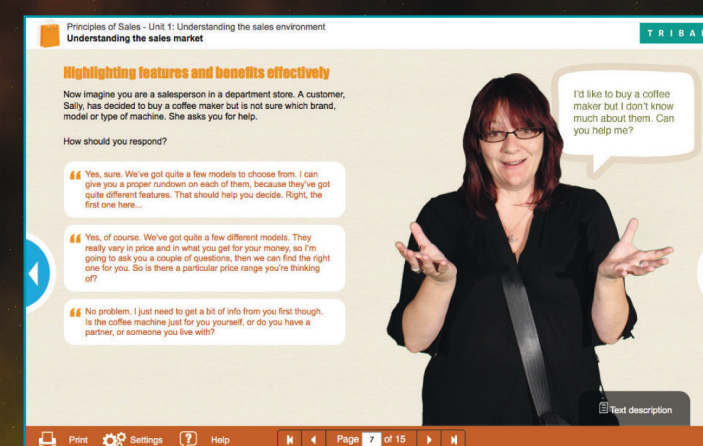 Principles of Sales - Unit 1: Understanding the sales environment
Understanding the sales market
TRIBAL
Highlighting features and benefits effectively
Now imagine you are a salesperson in a department store. A customer,
Sally, has decided to buy a coffee maker but is not sure which brand,
model or type of machine. She asks you for help.
How should you respond?
“ Yes, sure. We've got quite a few models to choose from. I can
give you a proper rundown on each of them, because they've got
quite different features. That should help you decide. Right, the
first one here...
“ Yes, of course. We've got quite a few different models. They
really vary in price and in what you get for your money, so I'm
going to ask you a couple of questions, then we can find the right
one for you. So is there a particular price range you're thinking
of?
“ No problem. I just need to get a bit of info from you first though.
Is the coffee machine just for you yourself, or do you have a
partner, or someone you live with?
I'd like to buy a coffee
maker but I don't know
much about them. Can
you help me?
Text description
Print Settings ? Help Page 7 of 15